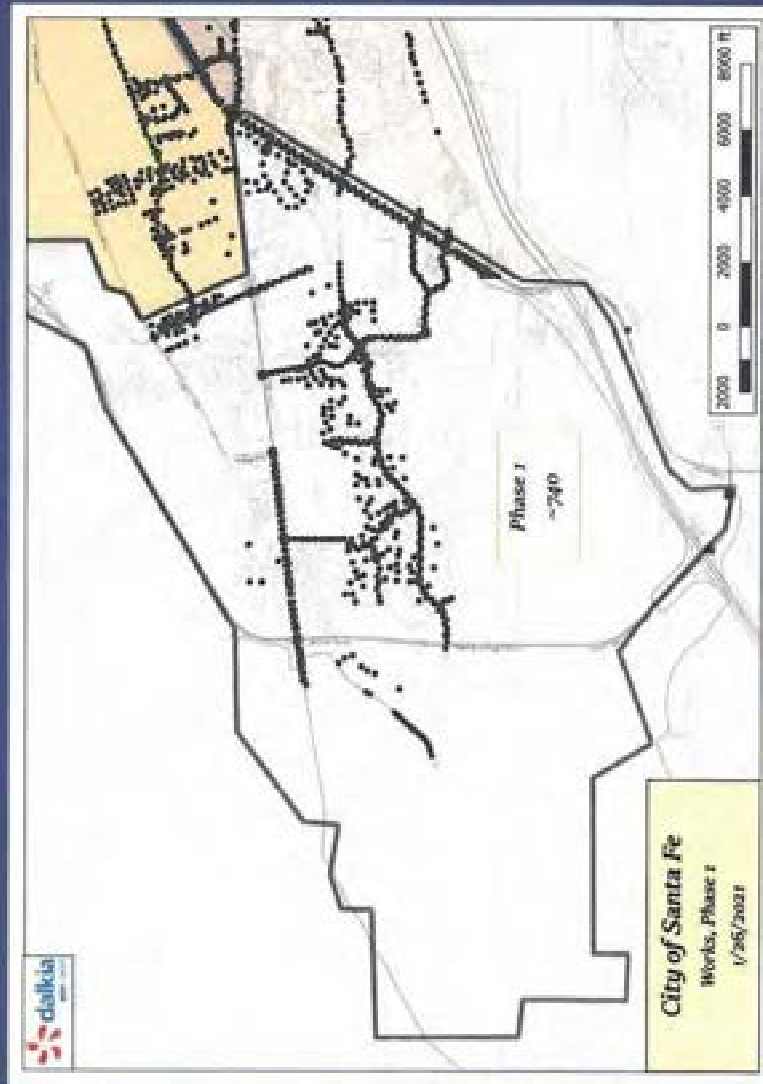 dalkia
Phase 1
~740
2000 0 2000 4000 6000 8000 ft
City of Santa Fe
Works, Phase 1
1/26/2021